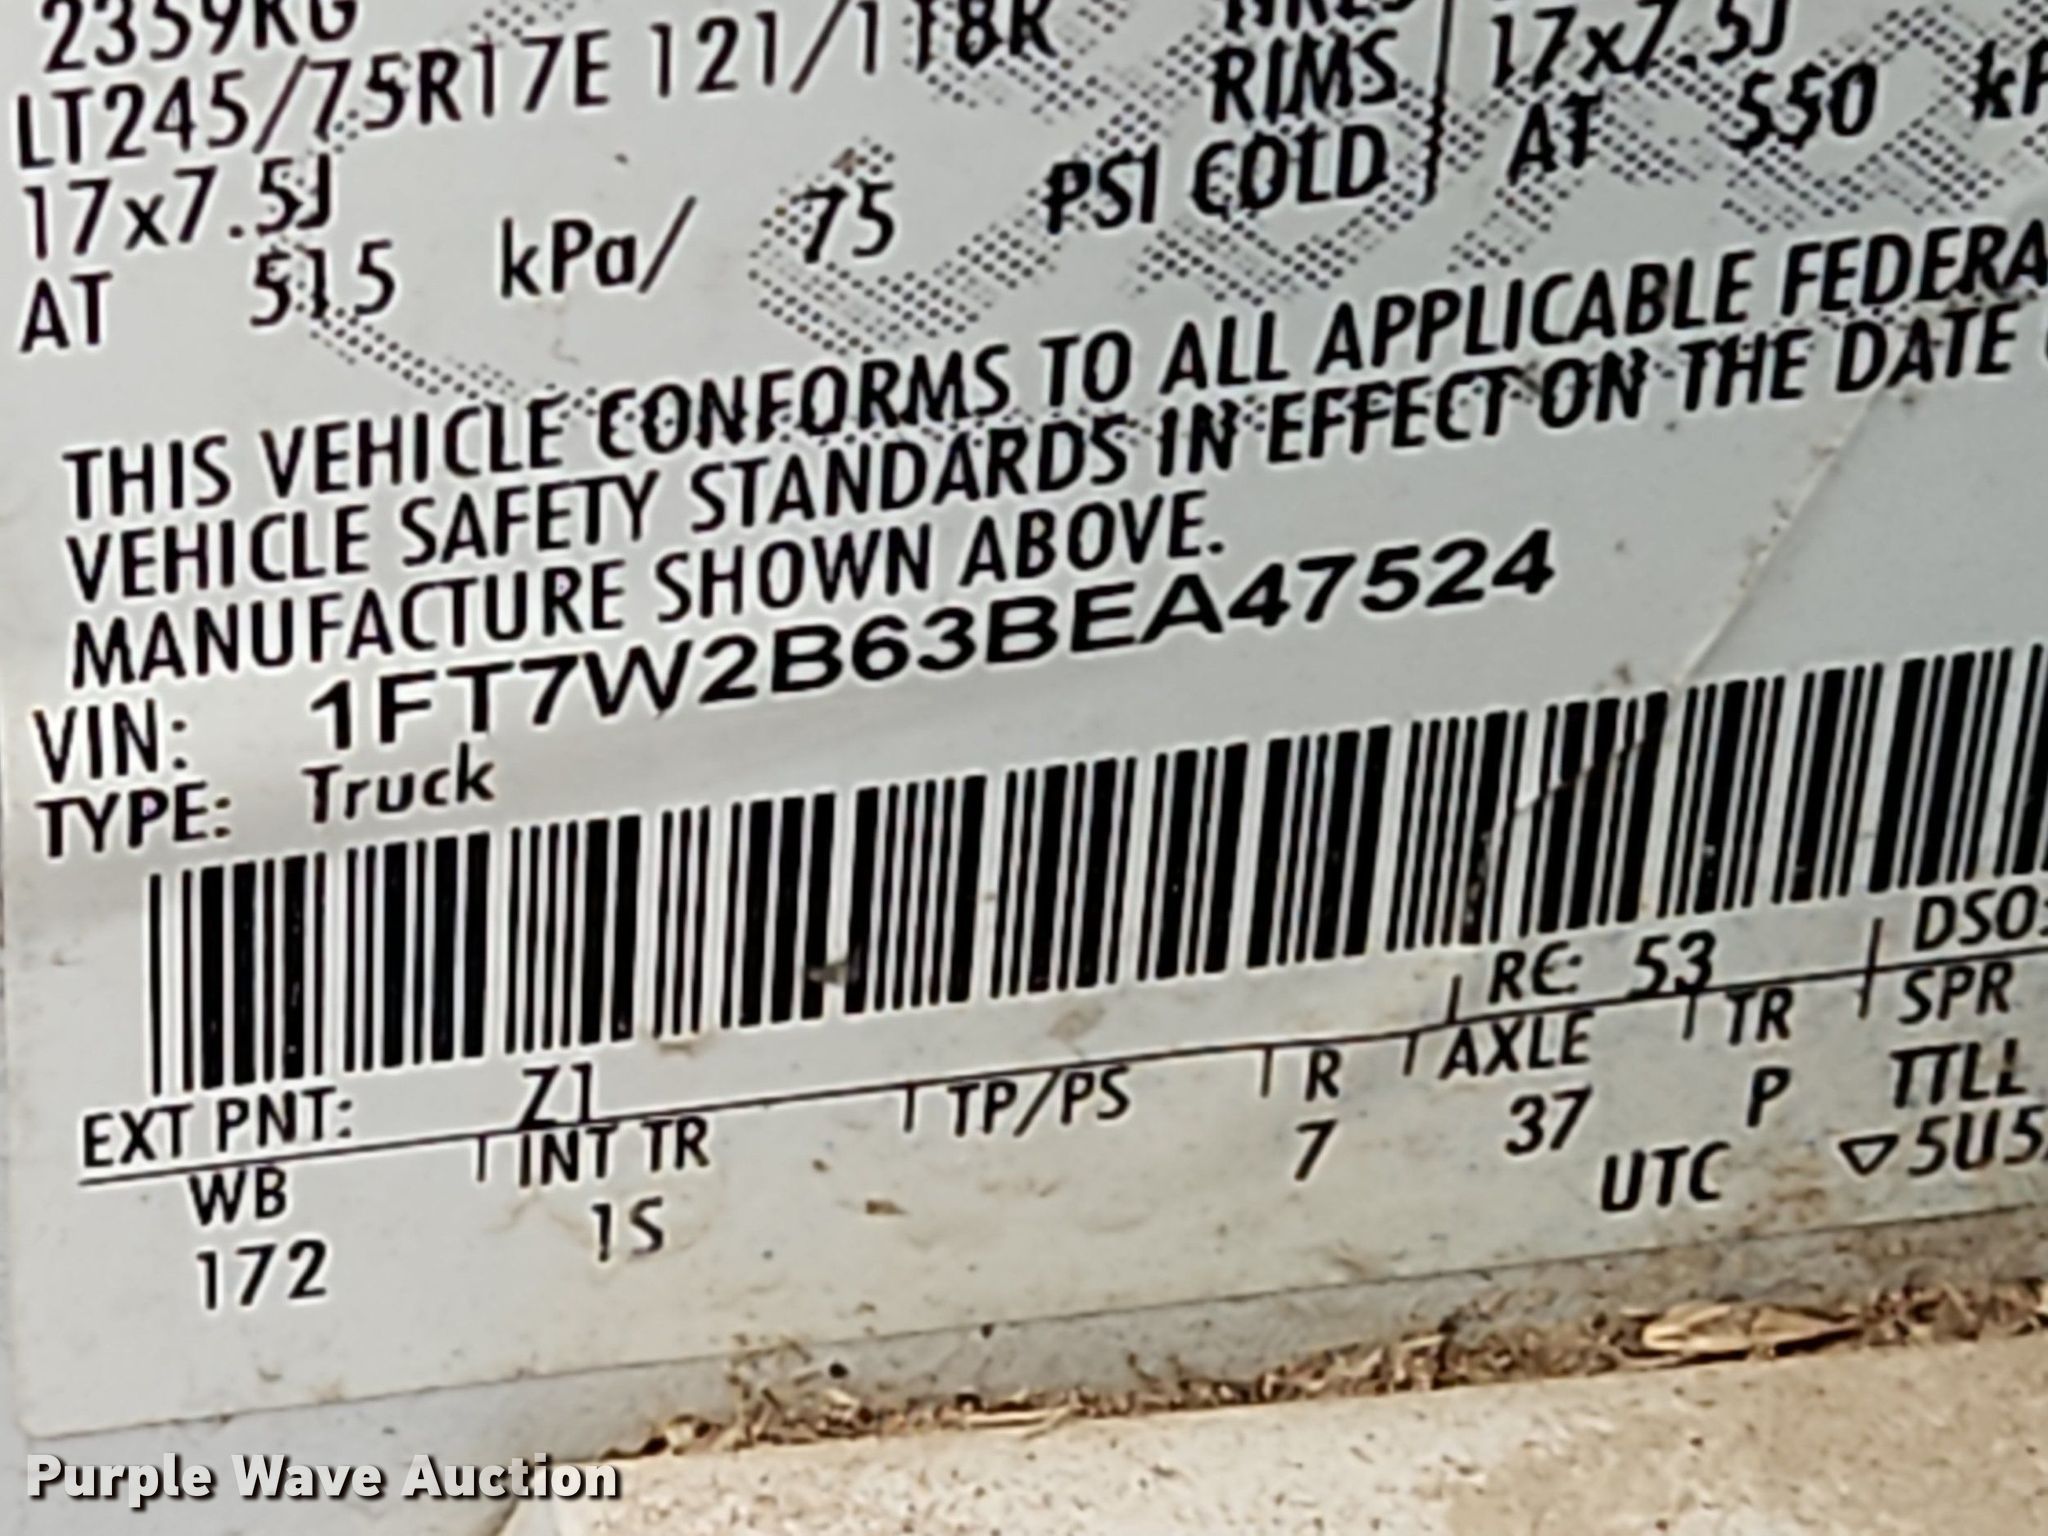 2359KG
LT245/75R17E 121/118R
17x7.5J
AT 515 kPa/ 75 PSI COLD
RIMS
17x7.5J
AT 550
THIS VEHICLE CONFORMS TO ALL APPLICABLE FEDERA
VEHICLE SAFETY STANDARDS IN EFFECT ON THE DATE
MANUFACTURE SHOWN ABOVE.
VIN: 1FT7W2B63BEA47524
TYPE: Truck
EXT PNT: Z1 RC: 53
WB INT TR TP/PS R AXLE TR SPR
172 1S 7 37 P TTLL
UTC ▽5U5
Purple Wave Auction